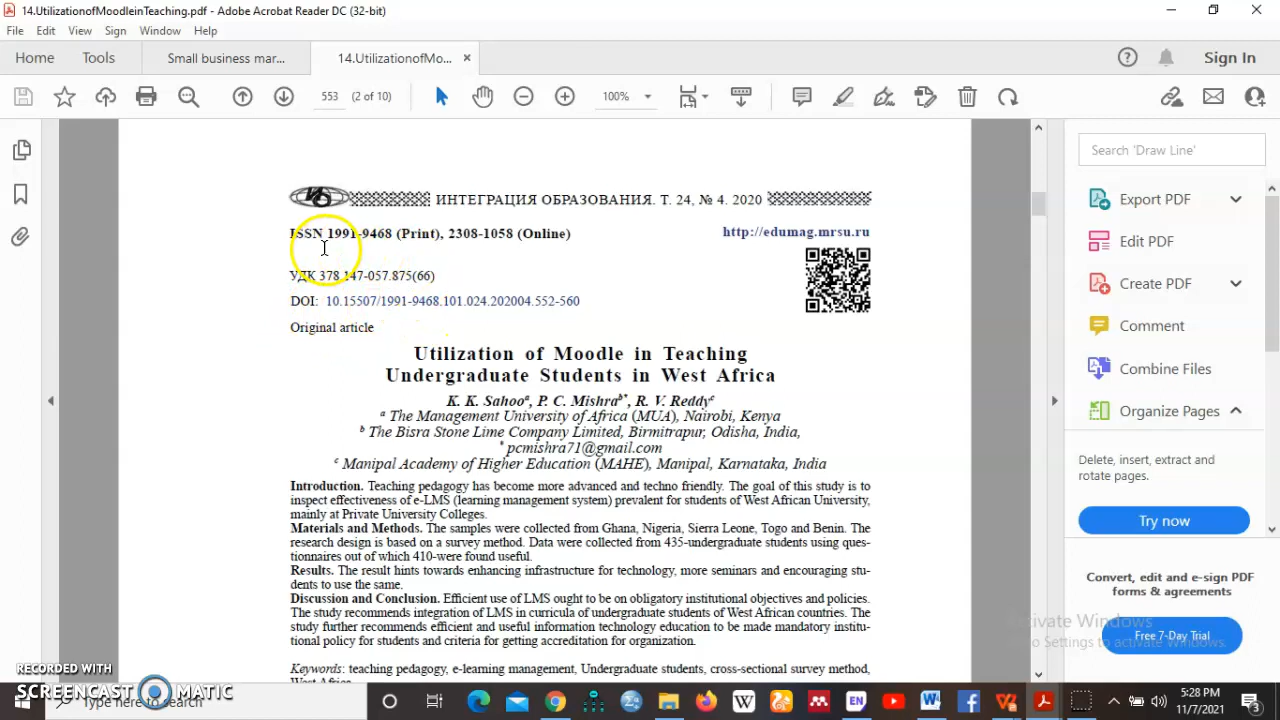 14.UtilizationofMoodleinTeaching.pdf - Adobe Acrobat Reader DC (32-bit)
File Edit View Sign Window Help
Home Tools Small business mar... 14.UtilizationofMo... × Sign In
553 (2 of 10) 100%
Search 'Draw Line'
Export PDF
Edit PDF
Create PDF
Comment
Combine Files
Organize Pages
Delete, insert, extract and
rotate pages.
Try now
Convert, edit and e-sign PDF
forms & agreements
Free 7-Day Trial
ИО ИНТЕГРАЦИЯ ОБРАЗОВАНИЯ. Т. 24, № 4. 2020
ISSN 1991-9468 (Print), 2308-1058 (Online) http://edumag.mrsu.ru
УДК 378.147-057.875(66)
DOI: 10.15507/1991-9468.101.024.202004.552-560
Original article
Utilization of Moodle in Teaching
Undergraduate Students in West Africa
K. K. Sahooa, P. C. Mishrab*, R. V. Reddyc
a The Management University of Africa (MUA), Nairobi, Kenya
b The Bisra Stone Lime Company Limited, Birmitrapur, Odisha, India,
* pcmishra71@gmail.com
c Manipal Academy of Higher Education (MAHE), Manipal, Karnataka, India
Introduction. Teaching pedagogy has become more advanced and techno friendly. The goal of this study is to
inspect effectiveness of e-LMS (learning management system) prevalent for students of West African University,
mainly at Private University Colleges.
Materials and Methods. The samples were collected from Ghana, Nigeria, Sierra Leone, Togo and Benin. The
research design is based on a survey method. Data were collected from 435-undergraduate students using ques-
tionnaires out of which 410-were found useful.
Results. The result hints towards enhancing infrastructure for technology, more seminars and encouraging stu-
dents to use the same.
Discussion and Conclusion. Efficient use of LMS ought to be on obligatory institutional objectives and policies.
The study recommends integration of LMS in curricula of undergraduate students of West African countries. The
study further recommends efficient and useful information technology education to be made mandatory institu-
tional policy for students and criteria for getting accreditation for organization.
Keywords: teaching pedagogy, e-learning management, Undergraduate students, cross-sectional survey method,
West Africa
Activate Windows
Go to Settings to activate Windows.
RECORDED WITH
SCREENCAST MATIC
Type here to search
W EN W
5:28 PM
11/7/2021
3